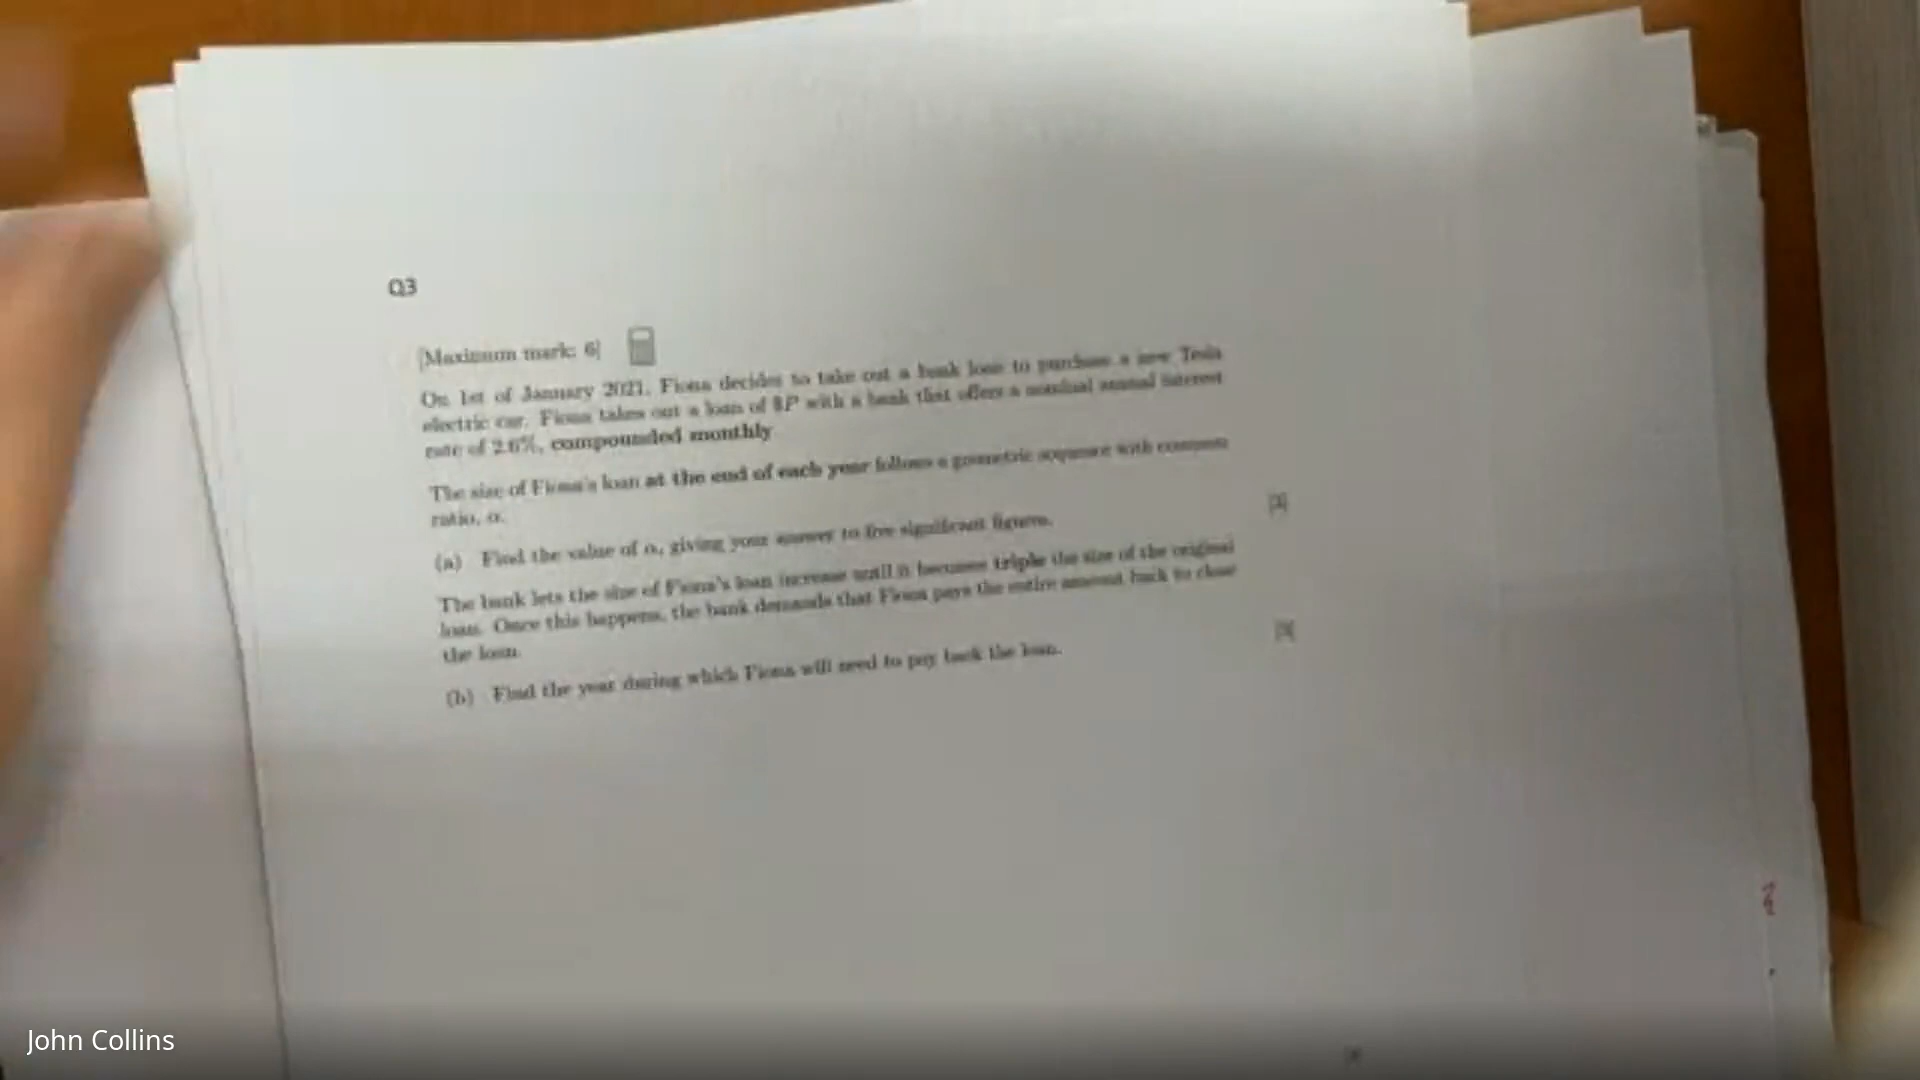 Q3
[Maximum mark: 6]
On 1st of January 2021, Fiona decides to take out a bank loan to purchase a new Tesla
electric car. Fiona takes out a loan of $P with a bank that offers a nominal annual interest
rate of 2.6%, compounded monthly.
The size of Fiona's loan at the end of each year follows a geometric sequence with common
ratio, α.
(a) Find the value of α, giving your answer to five significant figures.
[3]
The bank lets the size of Fiona's loan increase until it becomes triple the size of the original
loan. Once this happens, the bank demands that Fiona pays the entire amount back to close
the loan.
(b) Find the year during which Fiona will need to pay back the loan.
[3]
John Collins